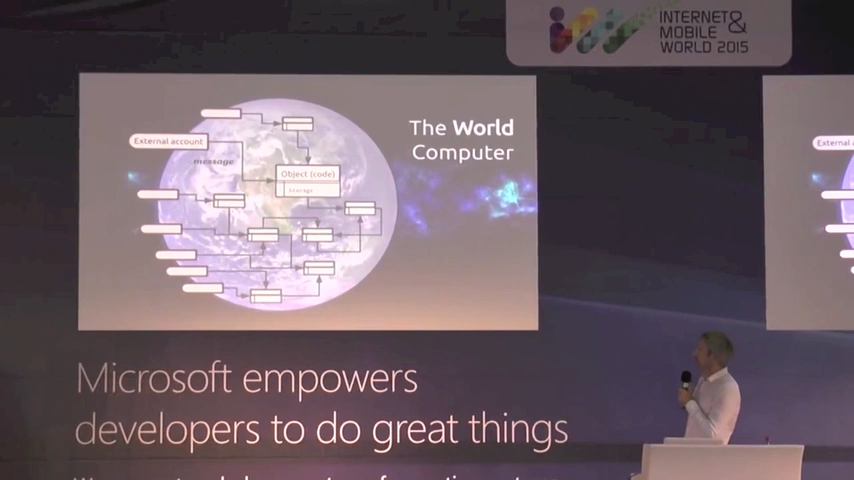 INTERNET &
MOBILE
WORLD 2015
The World
Computer
External account
message
Object (code)
Storage
External a
Microsoft empowers
developers to do great things